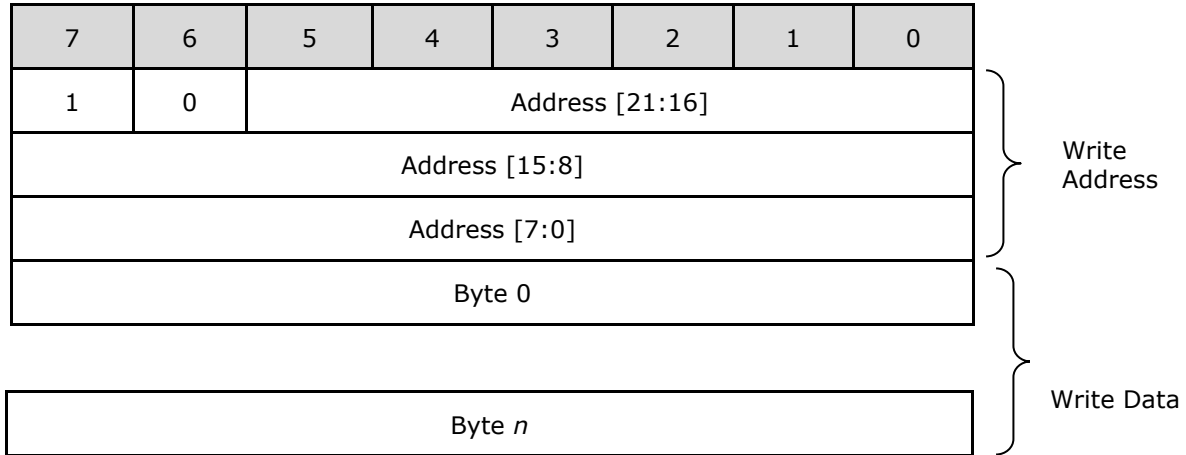 7 6 5 4 3 2 1 0
1 0 Address [21:16]
Address [15:8]
Address [7:0]
Write
Address
Byte 0
Byte n
Write Data